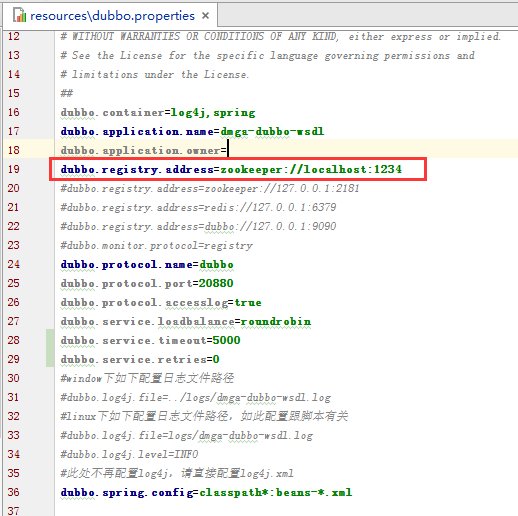 resources\dubbo.properties ×
12 # WITHOUT WARRANTIES OR CONDITIONS OF ANY KIND, either express or implied.
13 # See the License for the specific language governing permissions and
14 # limitations under the License.
15 ##
16 dubbo.container=log4j,spring
17 dubbo.application.name=dmga-dubbo-wsdl
18 dubbo.application.owner=
19 dubbo.registry.address=zookeeper://localhost:1234
20 #dubbo.registry.address=zookeeper://127.0.0.1:2181
21 #dubbo.registry.address=redis://127.0.0.1:6379
22 #dubbo.registry.address=dubbo://127.0.0.1:9090
23 #dubbo.monitor.protocol=registry
24 dubbo.protocol.name=dubbo
25 dubbo.protocol.port=20880
26 dubbo.protocol.accesslog=true
27 dubbo.service.loadbalance=roundrobin
28 dubbo.service.timeout=5000
29 dubbo.service.retries=0
30 #window下如下配置日志文件路径
31 #dubbo.log4j.file=../logs/dmga-dubbo-wsdl.log
32 #linux下如下配置日志文件路径，如此配置跟脚本有关
33 #dubbo.log4j.file=logs/dmga-dubbo-wsdl.log
34 #dubbo.log4j.level=INFO
35 #此处不再配置log4j，请直接配置log4j.xml
36 dubbo.spring.config=classpath*:beans-*.xml
37